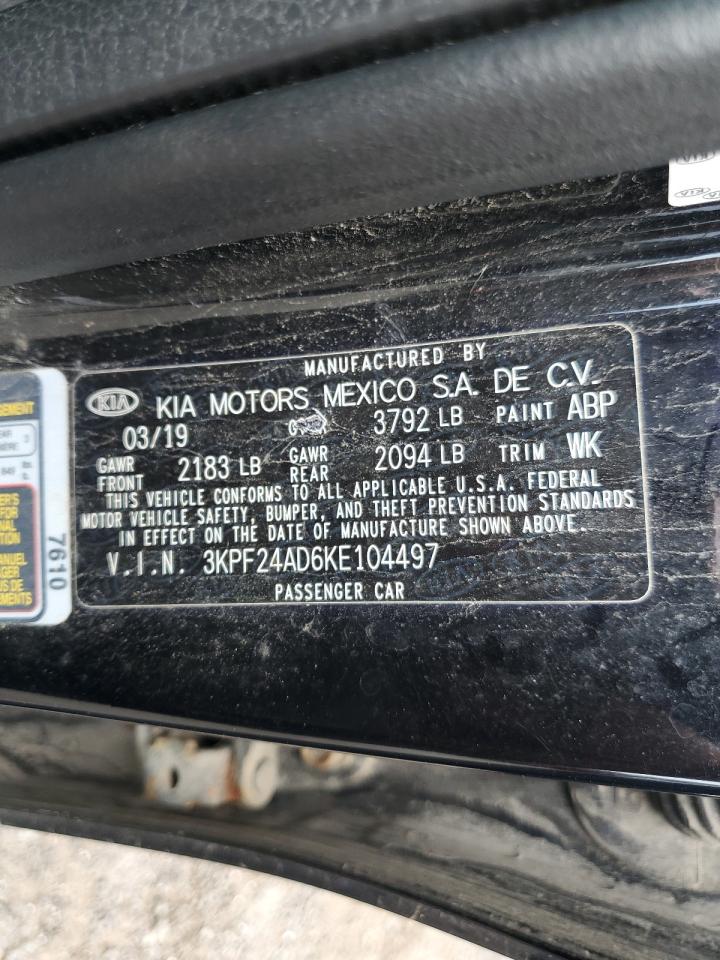 MANUFACTURED BY
KIA KIA MOTORS MEXICO S.A. DE C.V.
03/19 3792 LB PAINT ABP
GAWR FRONT 2183 LB GAWR REAR 2094 LB TRIM WK
THIS VEHICLE CONFORMS TO ALL APPLICABLE U.S.A. FEDERAL
MOTOR VEHICLE SAFETY, BUMPER, AND THEFT PREVENTION STANDARDS
IN EFFECT ON THE DATE OF MANUFACTURE SHOWN ABOVE.
V.I.N. 3KPF24AD6KE104497
PASSENGER CAR
7610